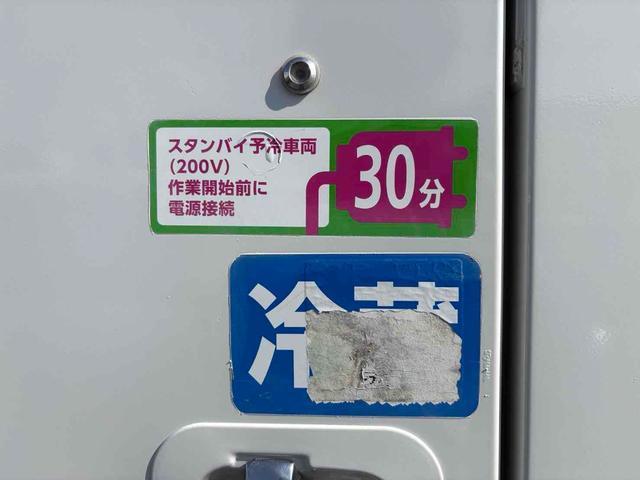 スタンバイ予冷車両
(200V)
作業開始前に
電源接続
30分
冷蔵